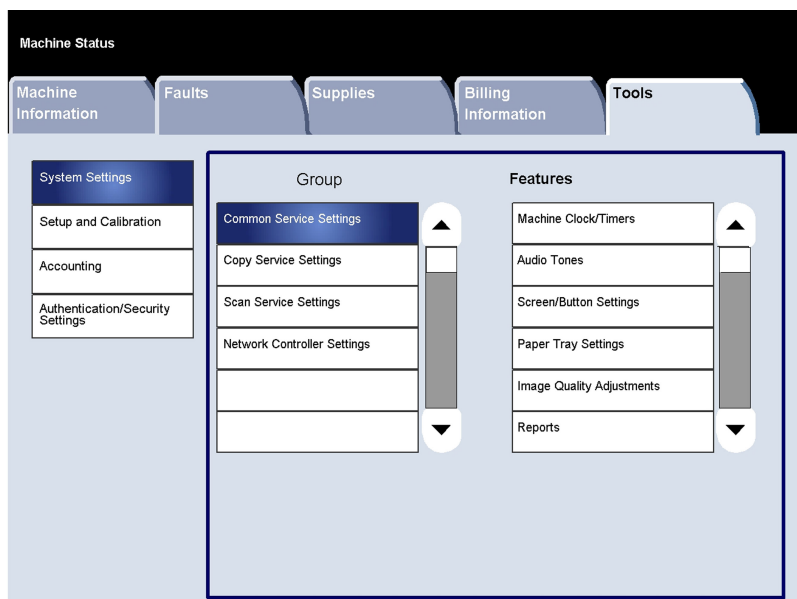 Machine Status
Machine
Information
Faults
Supplies
Billing
Information
Tools
System Settings
Setup and Calibration
Accounting
Authentication/Security
Settings
Group
Common Service Settings
Copy Service Settings
Scan Service Settings
Network Controller Settings
Features
Machine Clock/Timers
Audio Tones
Screen/Button Settings
Paper Tray Settings
Image Quality Adjustments
Reports